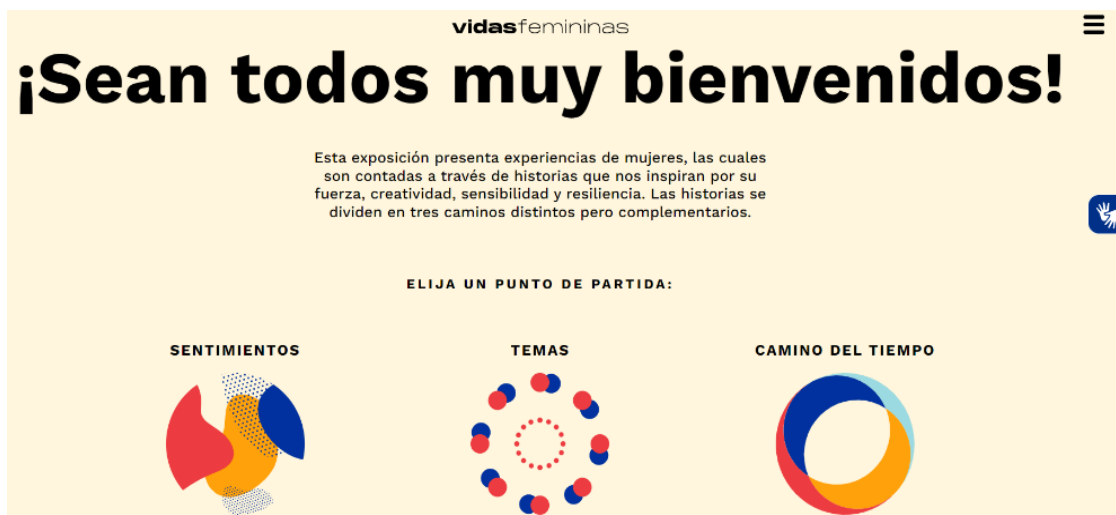 vidasfemininas
¡Sean todos muy bienvenidos!
Esta exposición presenta experiencias de mujeres, las cuales
son contadas a través de historias que nos inspiran por su
fuerza, creatividad, sensibilidad y resiliencia. Las historias se
dividen en tres caminos distintos pero complementarios.
ELIJA UN PUNTO DE PARTIDA:
SENTIMIENTOS
TEMAS
CAMINO DEL TIEMPO